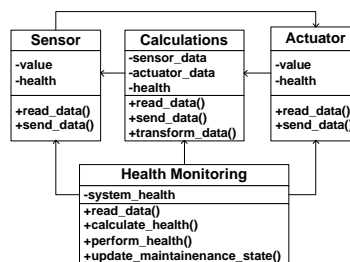 Sensor
-value
-health
+read_data()
+send_data()
Calculations
-sensor_data
-actuator_data
-health
+read_data()
+send_data()
+transform_data()
Actuator
-value
-health
+read_data()
+send_data()
Health Monitoring
-system_health
+read_data()
+calculate_health()
+perform_health()
+update_maintainenance_state()